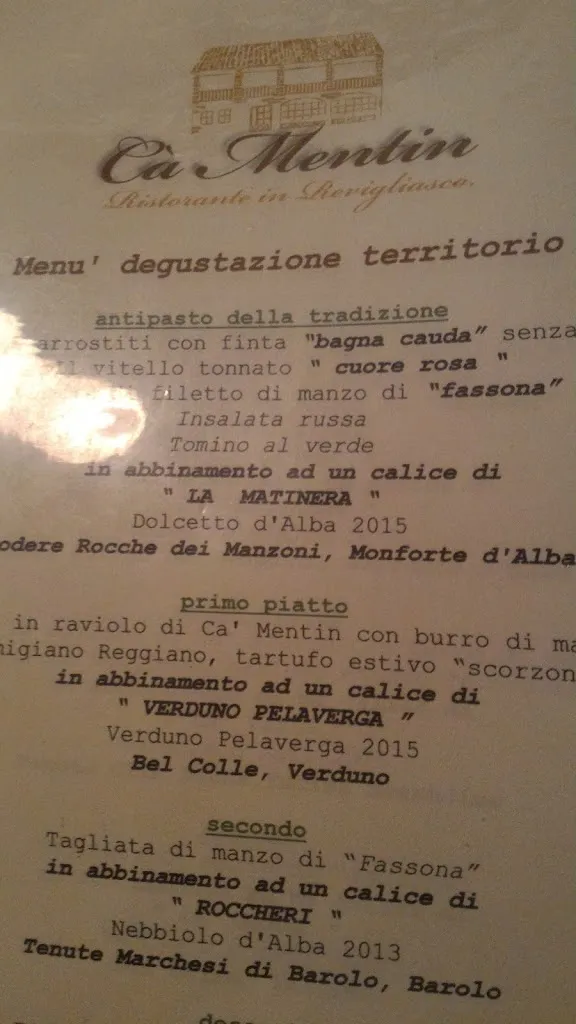 Cà Mentin
Ristorante in Revigliasco.
Menu' degustazione territorio
antipasto della tradizione
arrostiti con finta "bagna cauda" senza
Il vitello tonnato " cuore rosa "
filetto di manzo di "fassona"
Insalata russa
Tomino al verde
in abbinamento ad un calice di
" LA MATINERA "
Dolcetto d'Alba 2015
odere Rocche dei Manzoni, Monforte d'Alba
primo piatto
in raviolo di Ca' Mentin con burro di ma
migiano Reggiano, tartufo estivo "scorzon
in abbinamento ad un calice di
" VERDUNO PELAVERGA "
Verduno Pelaverga 2015
Bel Colle, Verduno
secondo
Tagliata di manzo di "Fassona"
in abbinamento ad un calice di
" ROCCHERI "
Nebbiolo d'Alba 2013
Tenute Marchesi di Barolo, Barolo